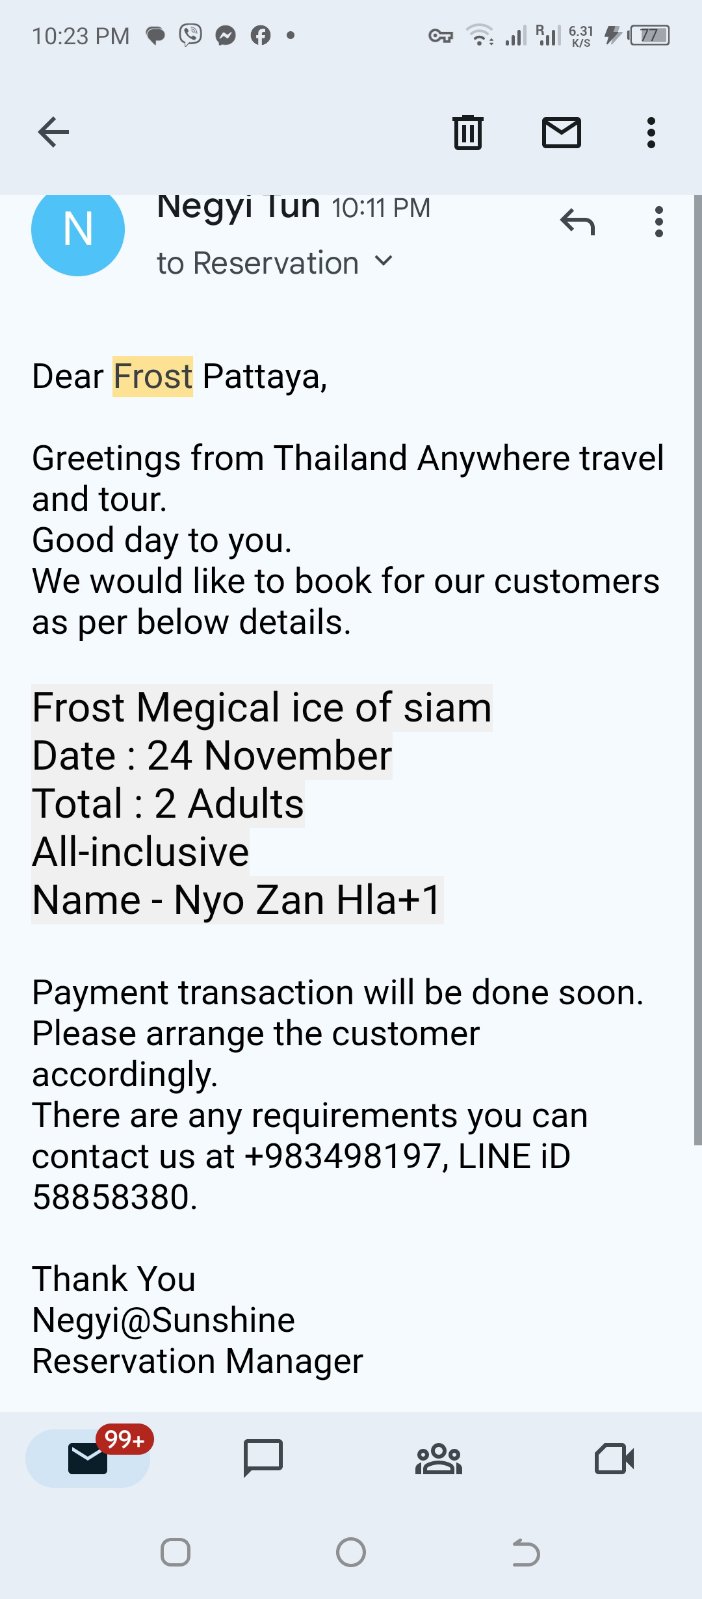 10:23 PM
R
6.31
K/S
77
Negyi Tun 10:11 PM
N
to Reservation
Dear Frost Pattaya,
Greetings from Thailand Anywhere travel
and tour.
Good day to you.
We would like to book for our customers
as per below details.
Frost Megical ice of siam
Date : 24 November
Total : 2 Adults
All-inclusive
Name - Nyo Zan Hla+1
Payment transaction will be done soon.
Please arrange the customer
accordingly.
There are any requirements you can
contact us at +983498197, LINE iD
58858380.
Thank You
Negyi@Sunshine
Reservation Manager
99+